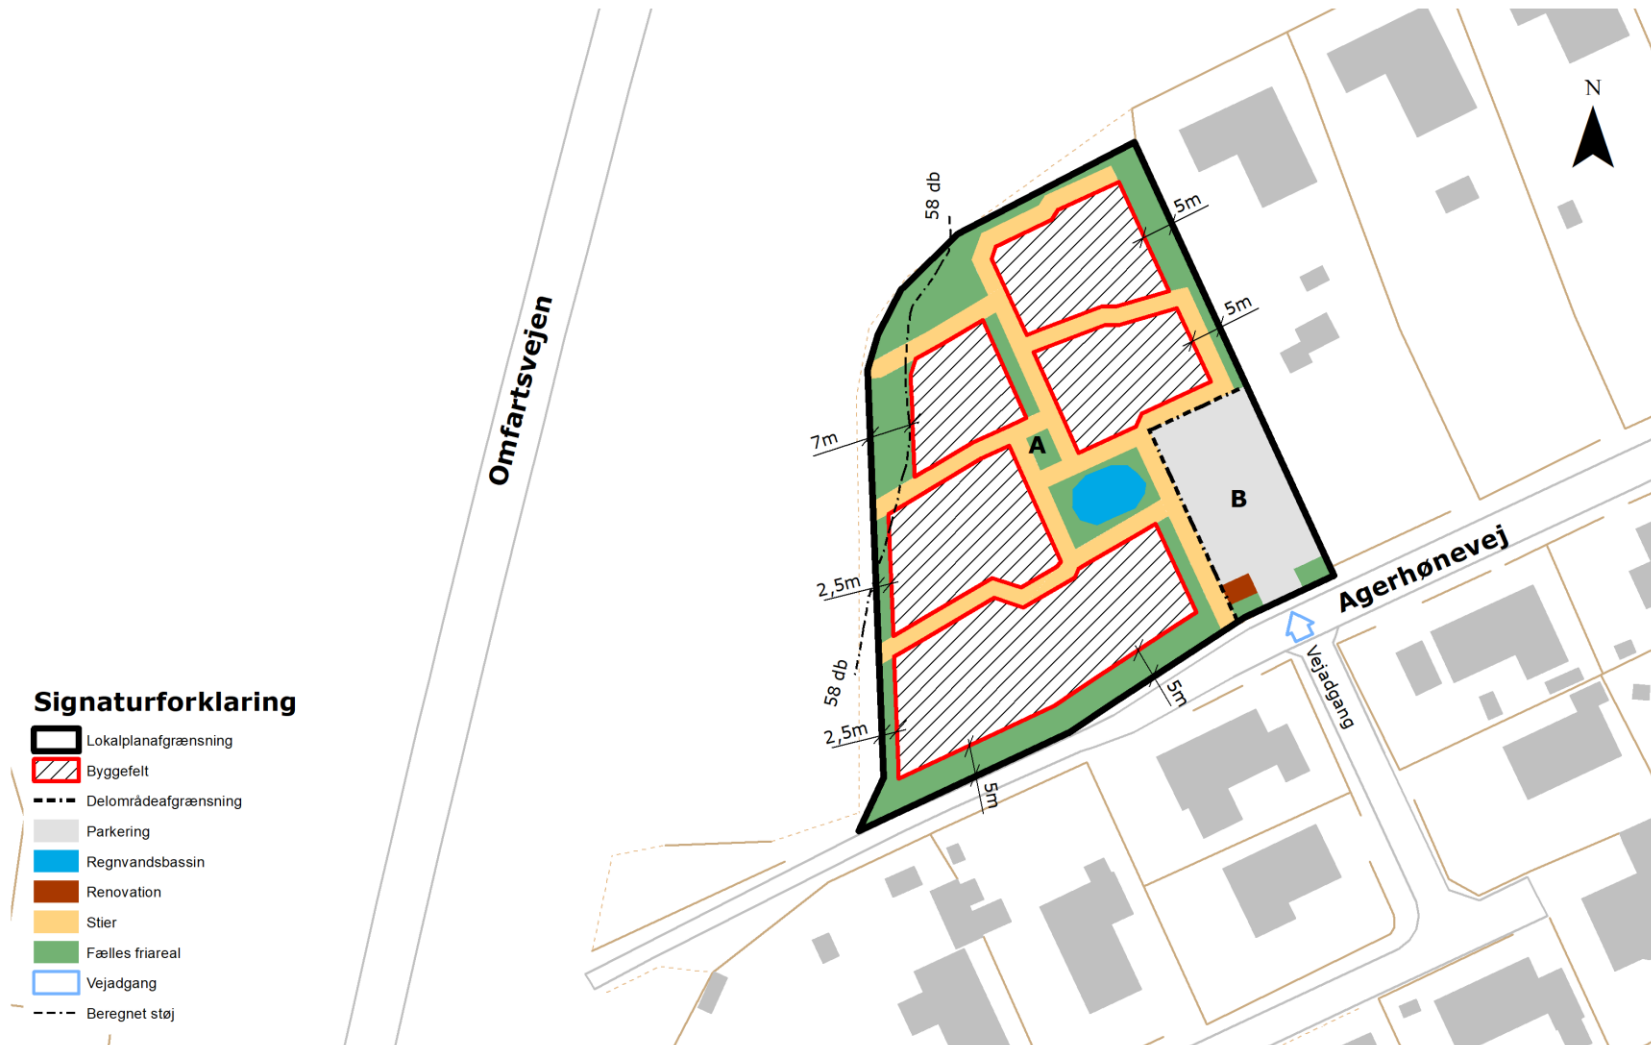 N
58 db
5m
5m
Omfartsvejen
7m
A
B
Agerhønevej
2,5m
58 db
Vejadgang
5m
2,5m
5m
Signaturforklaring
Lokalplanafgrænsning
Byggefelt
Delområdeafgrænsning
Parkering
Regnvandsbassin
Renovation
Stier
Fælles friareal
Vejadgang
Beregnet støj